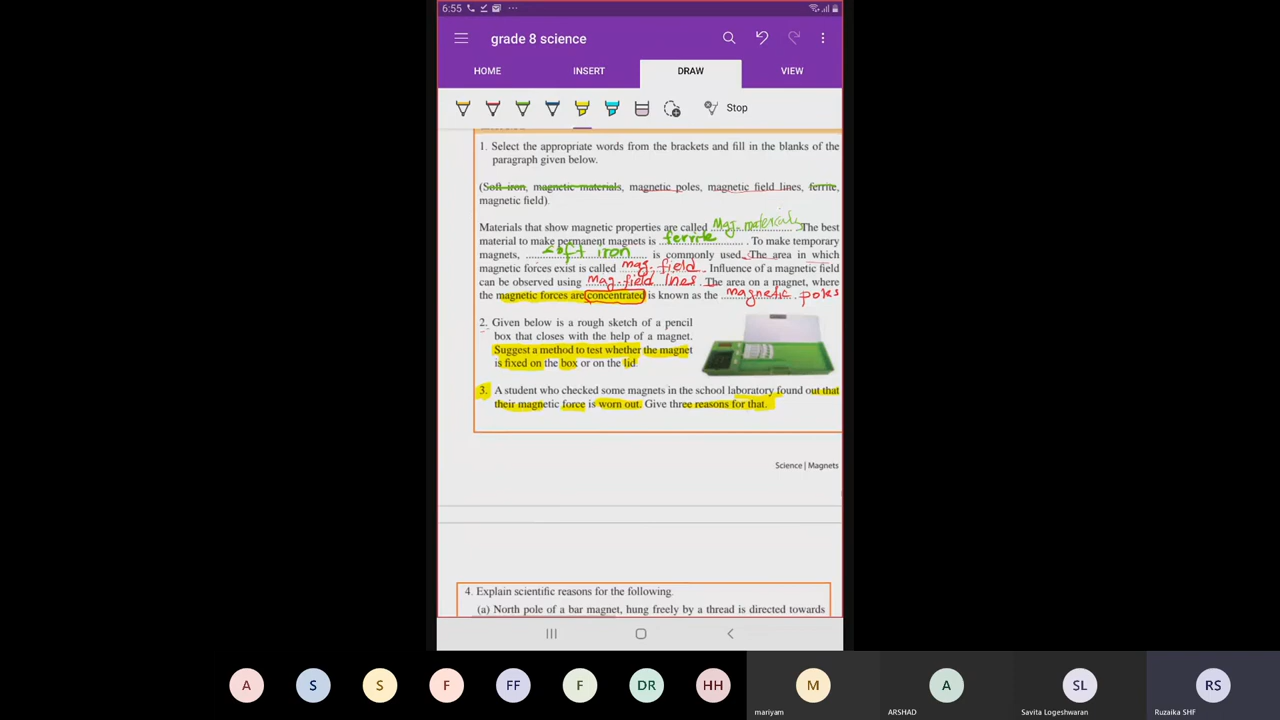 6:55
grade 8 science
HOME INSERT DRAW VIEW
Stop
1. Select the appropriate words from the brackets and fill in the blanks of the
paragraph given below.
(Soft iron, magnetic materials, magnetic poles, magnetic field lines, ferrite,
magnetic field).
Materials that show magnetic properties are called Mag. materials The best
material to make permanent magnets is ferrite. To make temporary
magnets, soft iron is commonly used. The area in which
magnetic forces exist is called mag. field. Influence of a magnetic field
can be observed using mag. field lines. The area on a magnet, where
the magnetic forces are concentrated is known as the magnetic poles
2. Given below is a rough sketch of a pencil
box that closes with the help of a magnet.
Suggest a method to test whether the magnet
is fixed on the box or on the lid.
3. A student who checked some magnets in the school laboratory found out that
their magnetic force is worn out. Give three reasons for that.
Science | Magnets
4. Explain scientific reasons for the following.
(a) North pole of a bar magnet, hung freely by a thread is directed towards
A S S F FF F DR HH M A SL RS
mariyam ARSHAD Savita Logeshwaran Ruzaika SHF